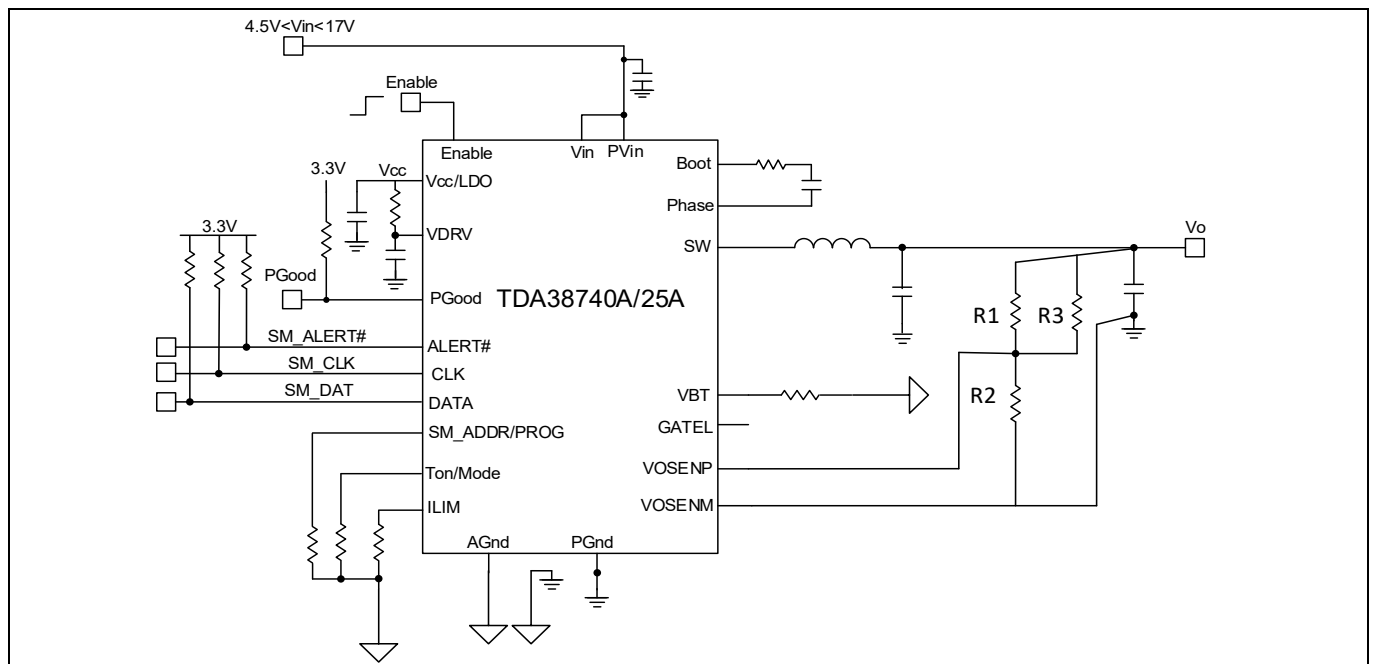 4.5V<Vin<17V
Enable
Enable
Vin
PVin
Boot
3.3V
Vcc
Vcc/LDO
Phase
Vo
3.3V
VDRV
SW
PGood
PGood
TDA38740A/25A
R1
R3
SM_ALERT#
ALERT#
SM_CLK
CLK
SM_DAT
DATA
VBT
R2
SM_ADDR/PROG
GATEL
Ton/Mode
VOSENP
ILIM
VOSENM
AGnd
PGnd